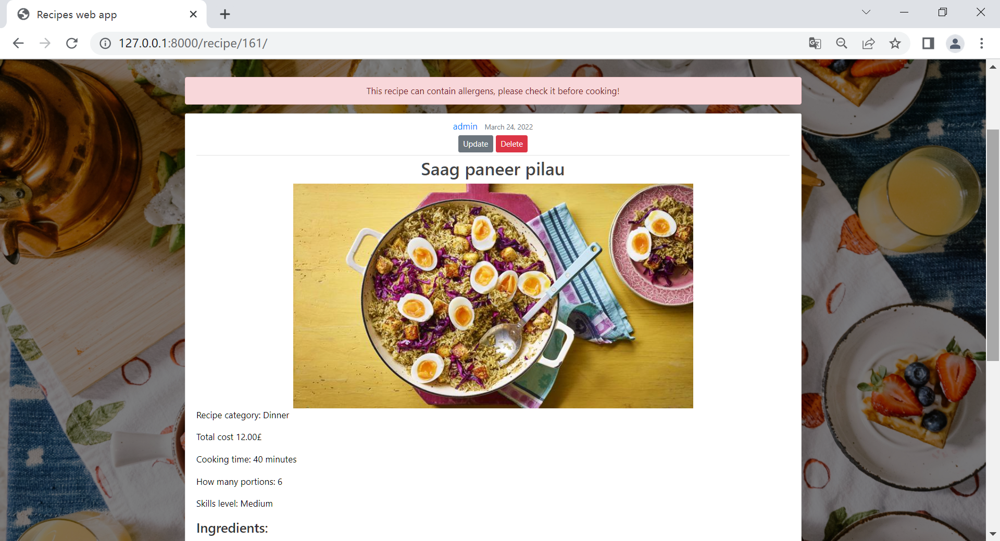 Recipes web app
127.0.0.1:8000/recipe/161/
This recipe can contain allergens, please check it before cooking!
admin March 24, 2022
Update Delete
Saag paneer pilau
Recipe category: Dinner
Total cost 12.00£
Cooking time: 40 minutes
How many portions: 6
Skills level: Medium
Ingredients: